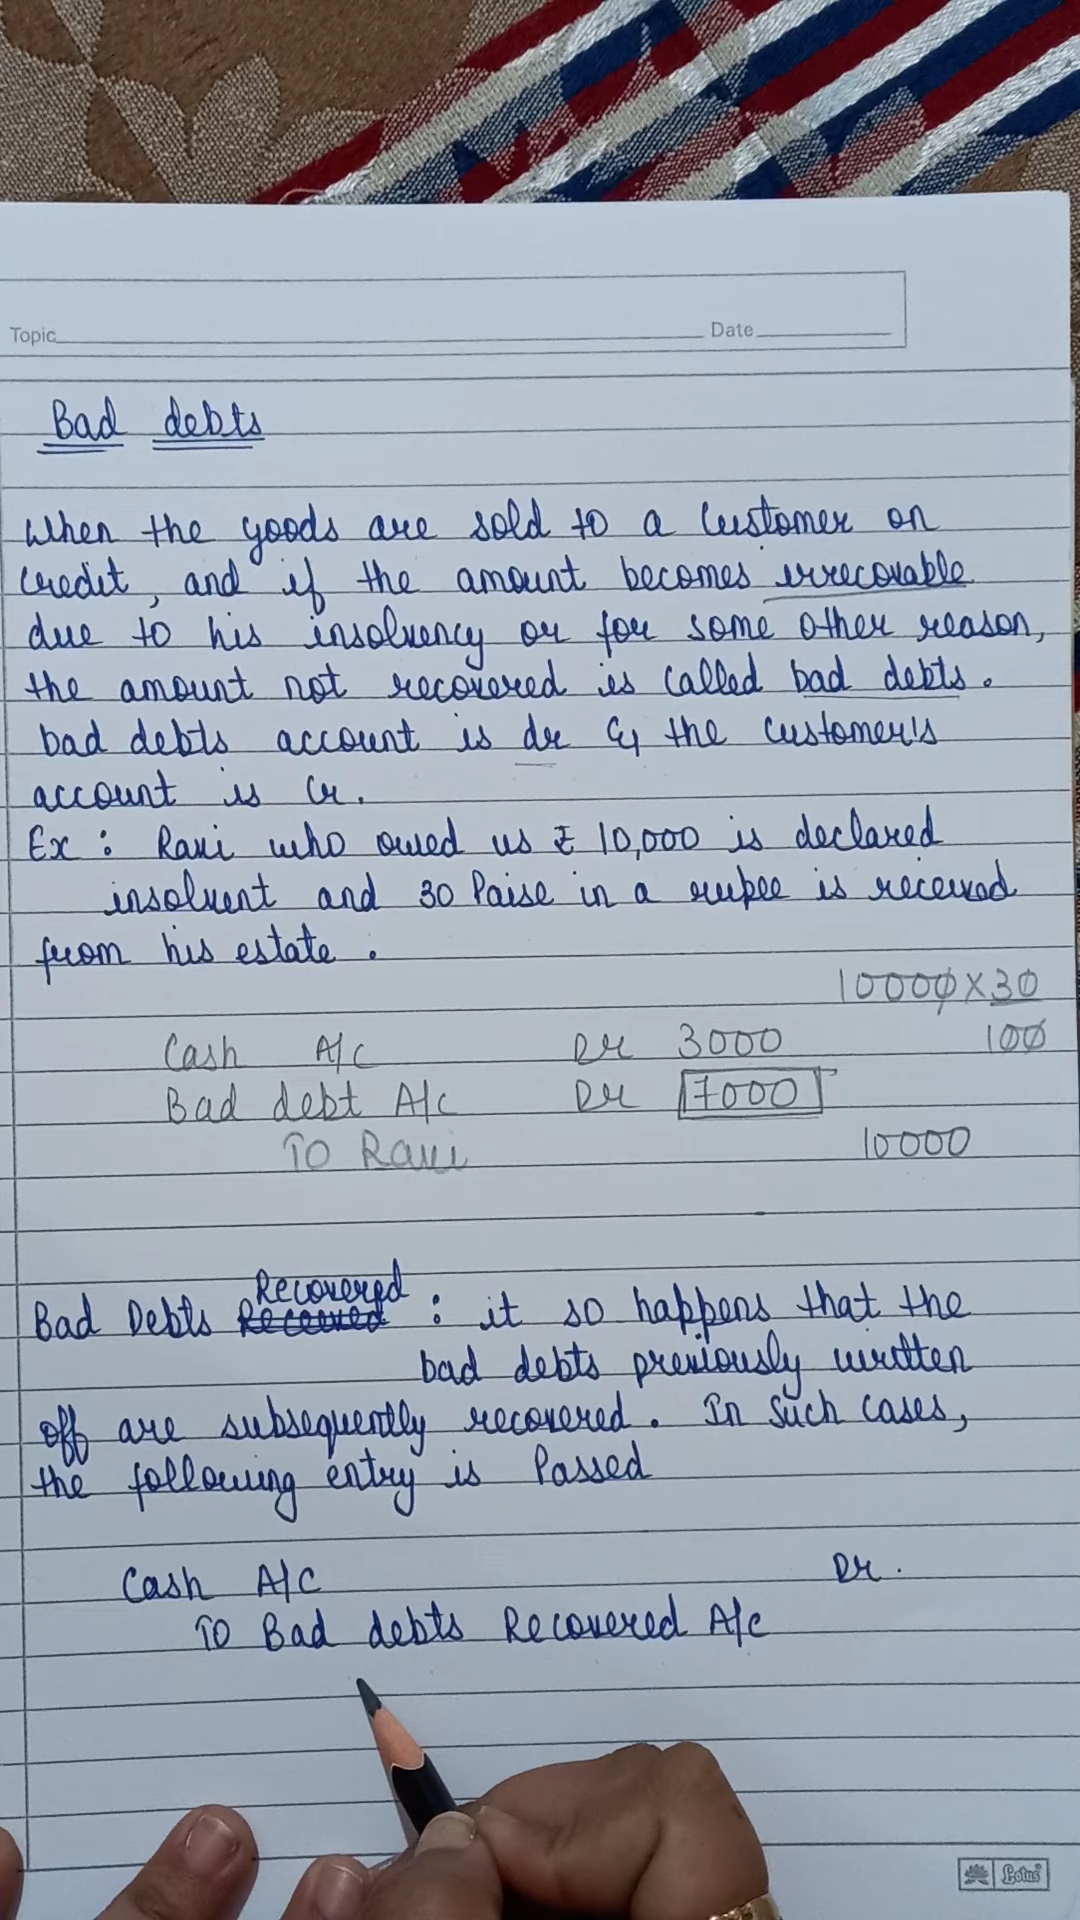 Topic Date
Bad debts
When the goods are sold to a customer on
credit, and if the amount becomes irrecovable
due to his insolvency or for some other reason,
the amount not recovered is called bad debts.
bad debts account is dr & the customer's
account is cr.
Ex : Ravi who owed us ₹ 10,000 is declared
insolvent and 30 Paise in a rupee is received
from his estate.
10000 × 30
100
Cash A/c Dr 3000
Bad debt A/c Dr 7000
To Ravi 10000
Recovered
Bad Debts Received : it so happens that the
bad debts previously written
off are subsequently recovered. In such cases,
the following entry is Passed
Cash A/c Dr.
To Bad debts Recovered A/c
Lotus